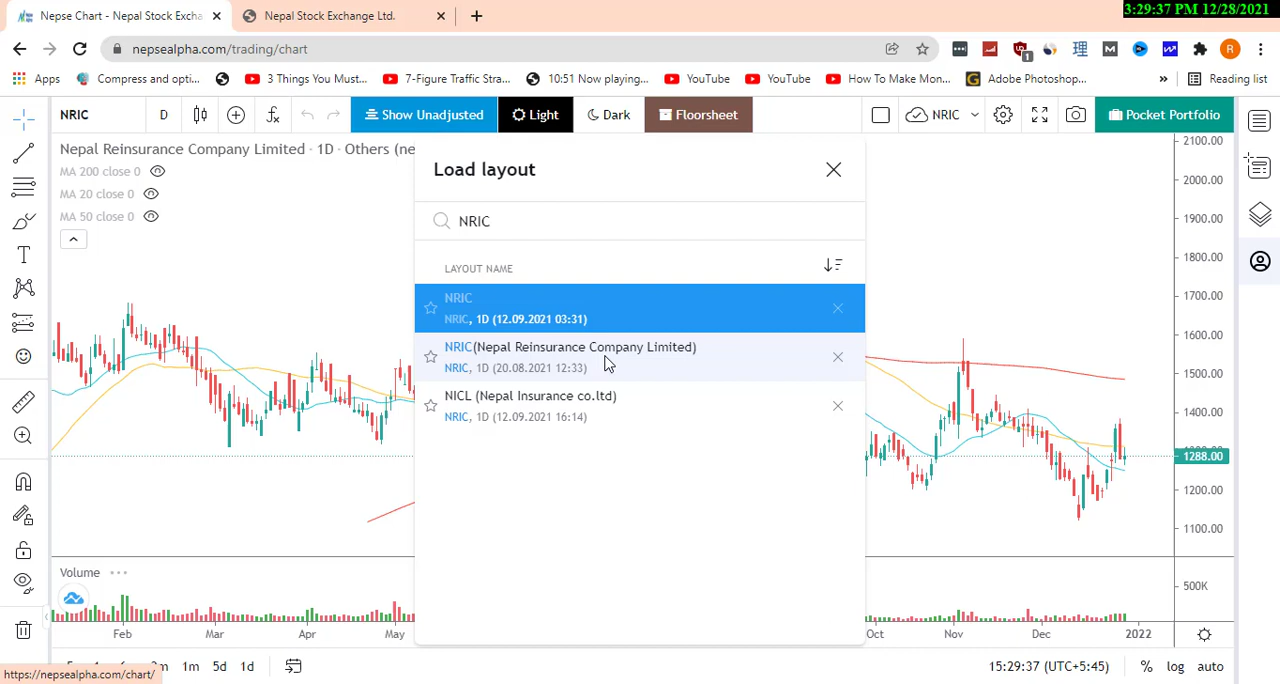 3:29:37 PM 12/28/2021
Nepse Chart - Nepal Stock Excha
Nepal Stock Exchange Ltd.
nepsealpha.com/trading/chart
R
Apps
Compress and opti...
3 Things You Must...
7-Figure Traffic Stra...
10:51 Now playing...
YouTube
YouTube
How To Make Mon...
Adobe Photoshop...
»
Reading list
NRIC
D
Show Unadjusted
Light
Dark
Floorsheet
NRIC
Pocket Portfolio
Nepal Reinsurance Company Limited · 1D · Others (ne
MA 200 close 0
MA 20 close 0
MA 50 close 0
Load layout
NRIC
LAYOUT NAME
NRIC
NRIC, 1D (12.09.2021 03:31)
NRIC(Nepal Reinsurance Company Limited)
NRIC, 1D (20.08.2021 12:33)
NICL (Nepal Insurance co.ltd)
NRIC, 1D (12.09.2021 16:14)
2100.00
2000.00
1900.00
1800.00
1700.00
1600.00
1500.00
1400.00
1288.00
1200.00
1100.00
Volume
500K
Feb
Mar
Apr
May
Oct
Nov
Dec
2022
1m
5d
1d
15:29:37 (UTC+5:45)
%
log
auto
https://nepsealpha.com/chart/